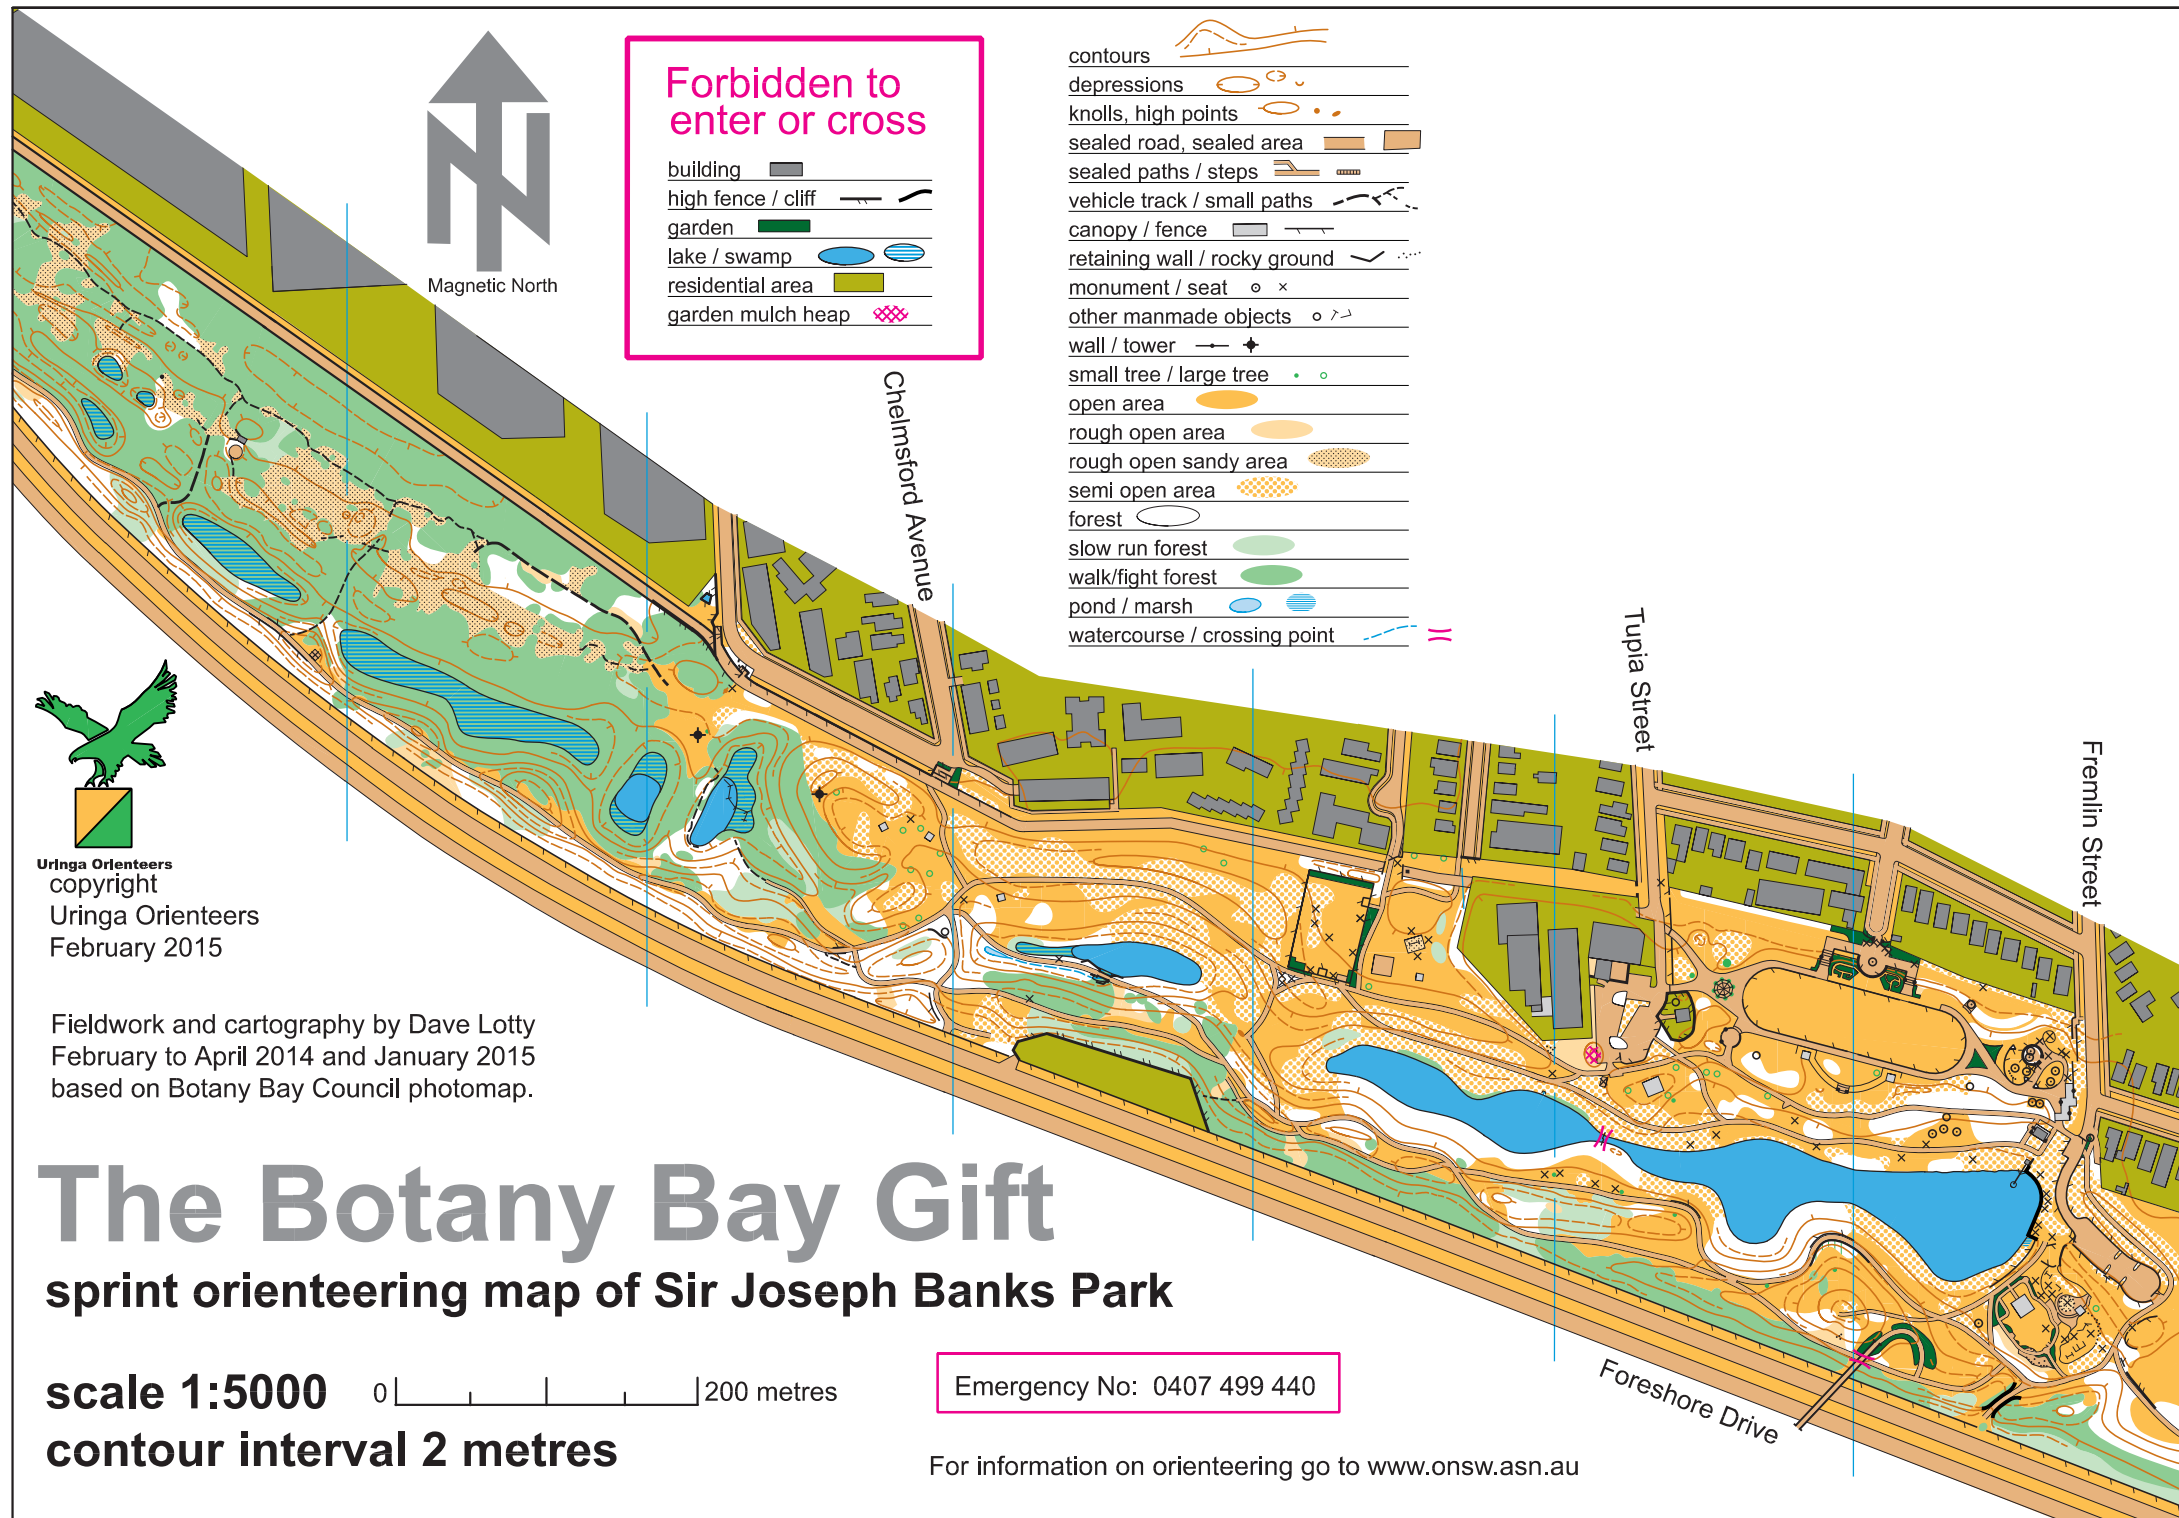 Magnetic North
Forbidden to
enter or cross
building
high fence / cliff
garden
lake / swamp
residential area
garden mulch heap
contours
depressions
knolls, high points
sealed road, sealed area
sealed paths / steps
vehicle track / small paths
canopy / fence
retaining wall / rocky ground
monument / seat
other manmade objects
wall / tower
small tree / large tree
open area
rough open area
rough open sandy area
semi open area
forest
slow run forest
walk/fight forest
pond / marsh
watercourse / crossing point
Chelmsford Avenue
Tupia Street
Fremlin Street
Foreshore Drive
Uringa Orienteers
copyright
Uringa Orienteers
February 2015
Fieldwork and cartography by Dave Lotty
February to April 2014 and January 2015
based on Botany Bay Council photomap.
The Botany Bay Gift
sprint orienteering map of Sir Joseph Banks Park
scale 1:5000
0
200 metres
contour interval 2 metres
Emergency No: 0407 499 440
For information on orienteering go to www.onsw.asn.au